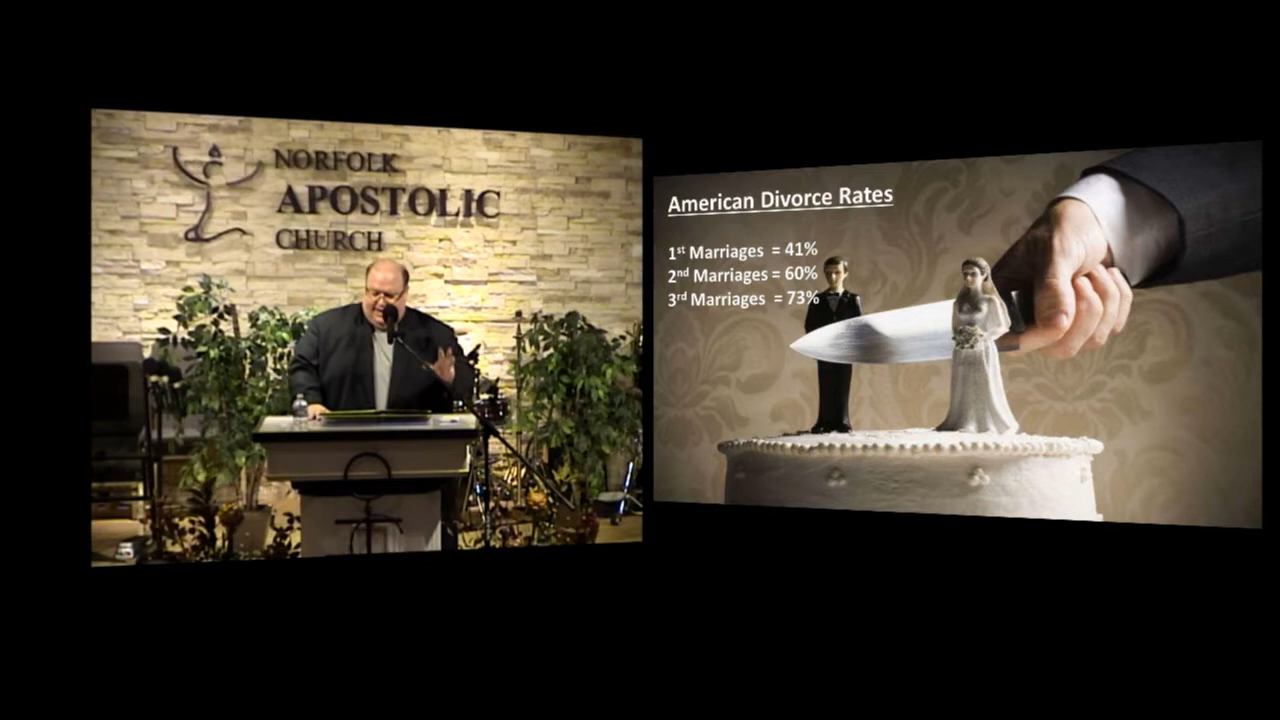 NORFOLK
APOSTOLIC
CHURCH
American Divorce Rates
1st Marriages = 41%
2nd Marriages = 60%
3rd Marriages = 73%